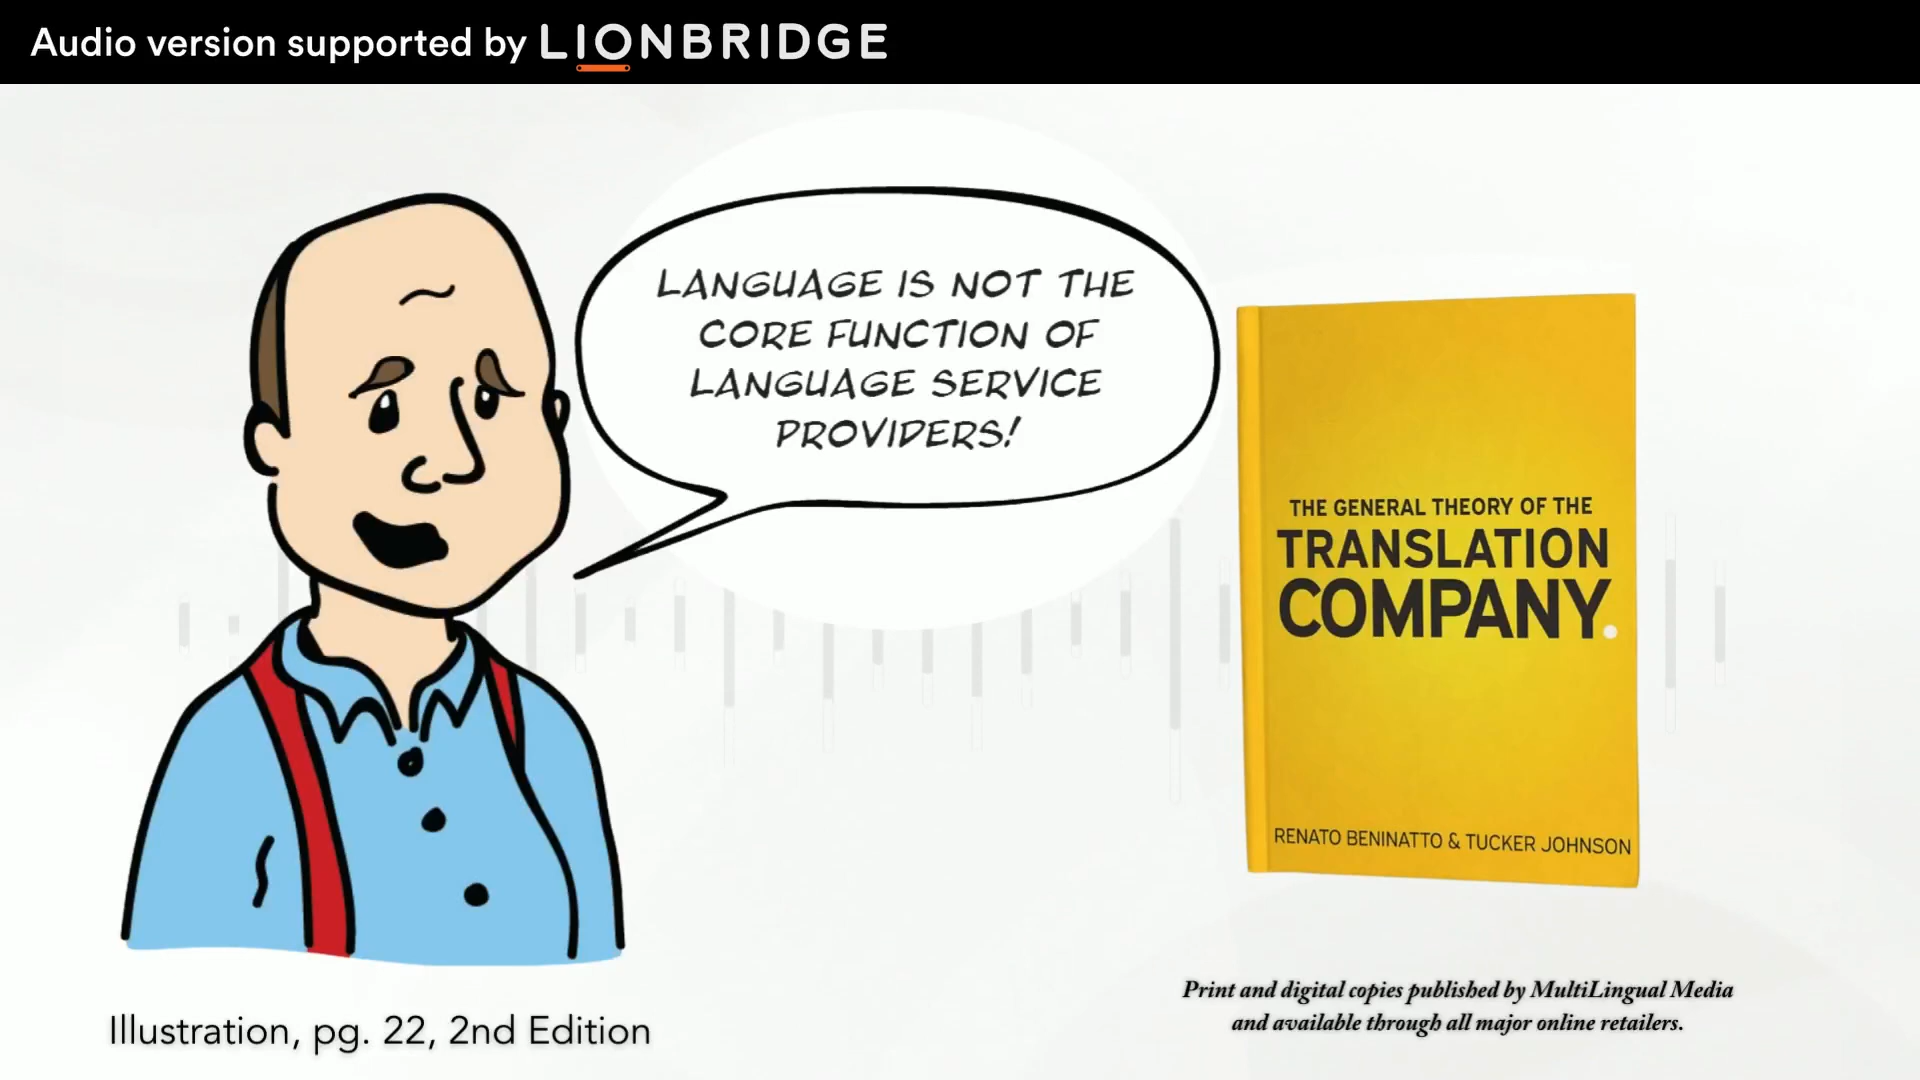 Audio version supported by LIONBRIDGE
LANGUAGE IS NOT THE
CORE FUNCTION OF
LANGUAGE SERVICE
PROVIDERS!
THE GENERAL THEORY OF THE
TRANSLATION
COMPANY.
RENATO BENINATTO & TUCKER JOHNSON
Illustration, pg. 22, 2nd Edition
Print and digital copies published by MultiLingual Media
and available through all major online retailers.